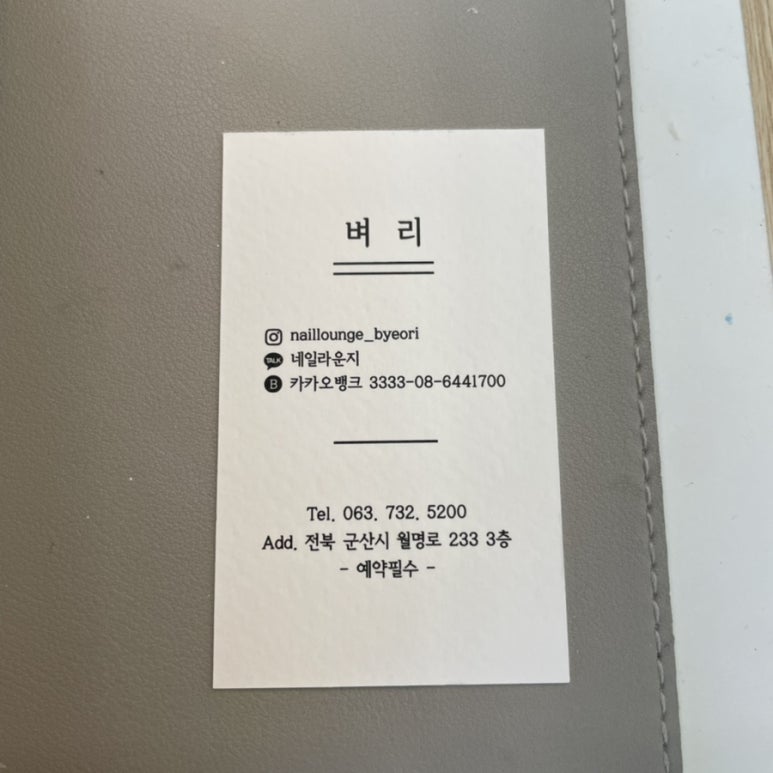 벼 리
naillounge_byeori
TALK 네일라운지
B 카카오뱅크 3333-08-6441700
Tel. 063. 732. 5200
Add. 전북 군산시 월명로 233 3층
- 예약필수 -